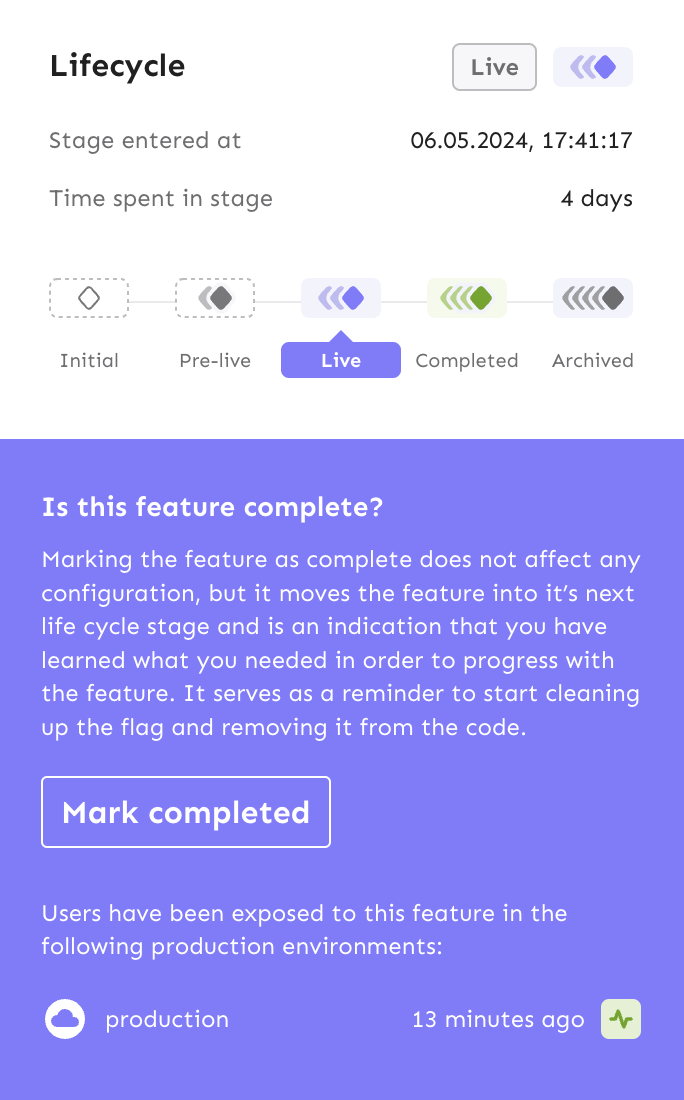 Lifecycle
Live
Stage entered at 06.05.2024, 17:41:17
Time spent in stage 4 days
Initial Pre-live Live Completed Archived
Is this feature complete?
Marking the feature as complete does not affect any
configuration, but it moves the feature into it’s next
life cycle stage and is an indication that you have
learned what you needed in order to progress with
the feature. It serves as a reminder to start cleaning
up the flag and removing it from the code.
Mark completed
Users have been exposed to this feature in the
following production environments:
production 13 minutes ago